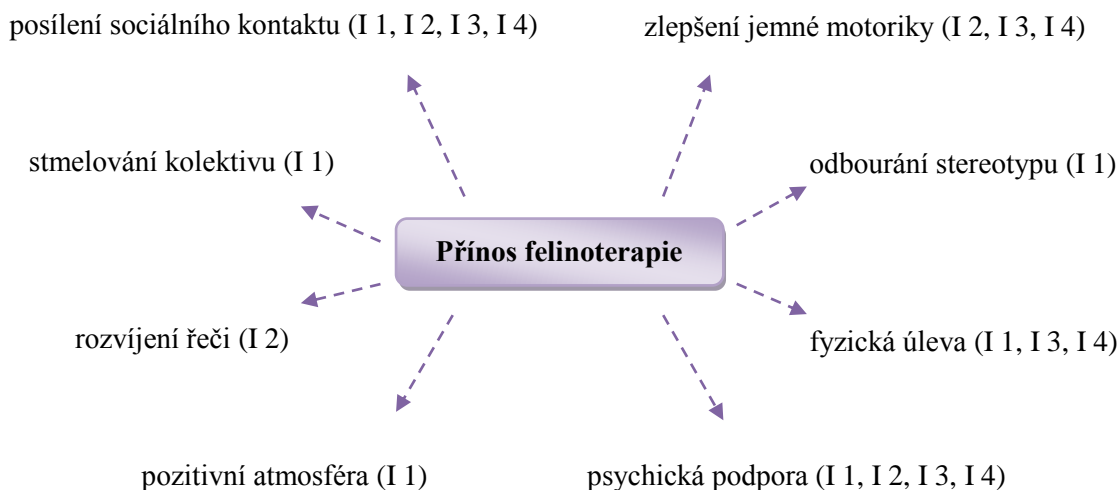 posílení sociálního kontaktu (I 1, I 2, I 3, I 4)
zlepšení jemné motoriky (I 2, I 3, I 4)
stmelování kolektivu (I 1)
odbourání stereotypu (I 1)
Přínos felinoterapie
rozvíjení řeči (I 2)
fyzická úleva (I 1, I 3, I 4)
pozitivní atmosféra (I 1)
psychická podpora (I 1, I 2, I 3, I 4)